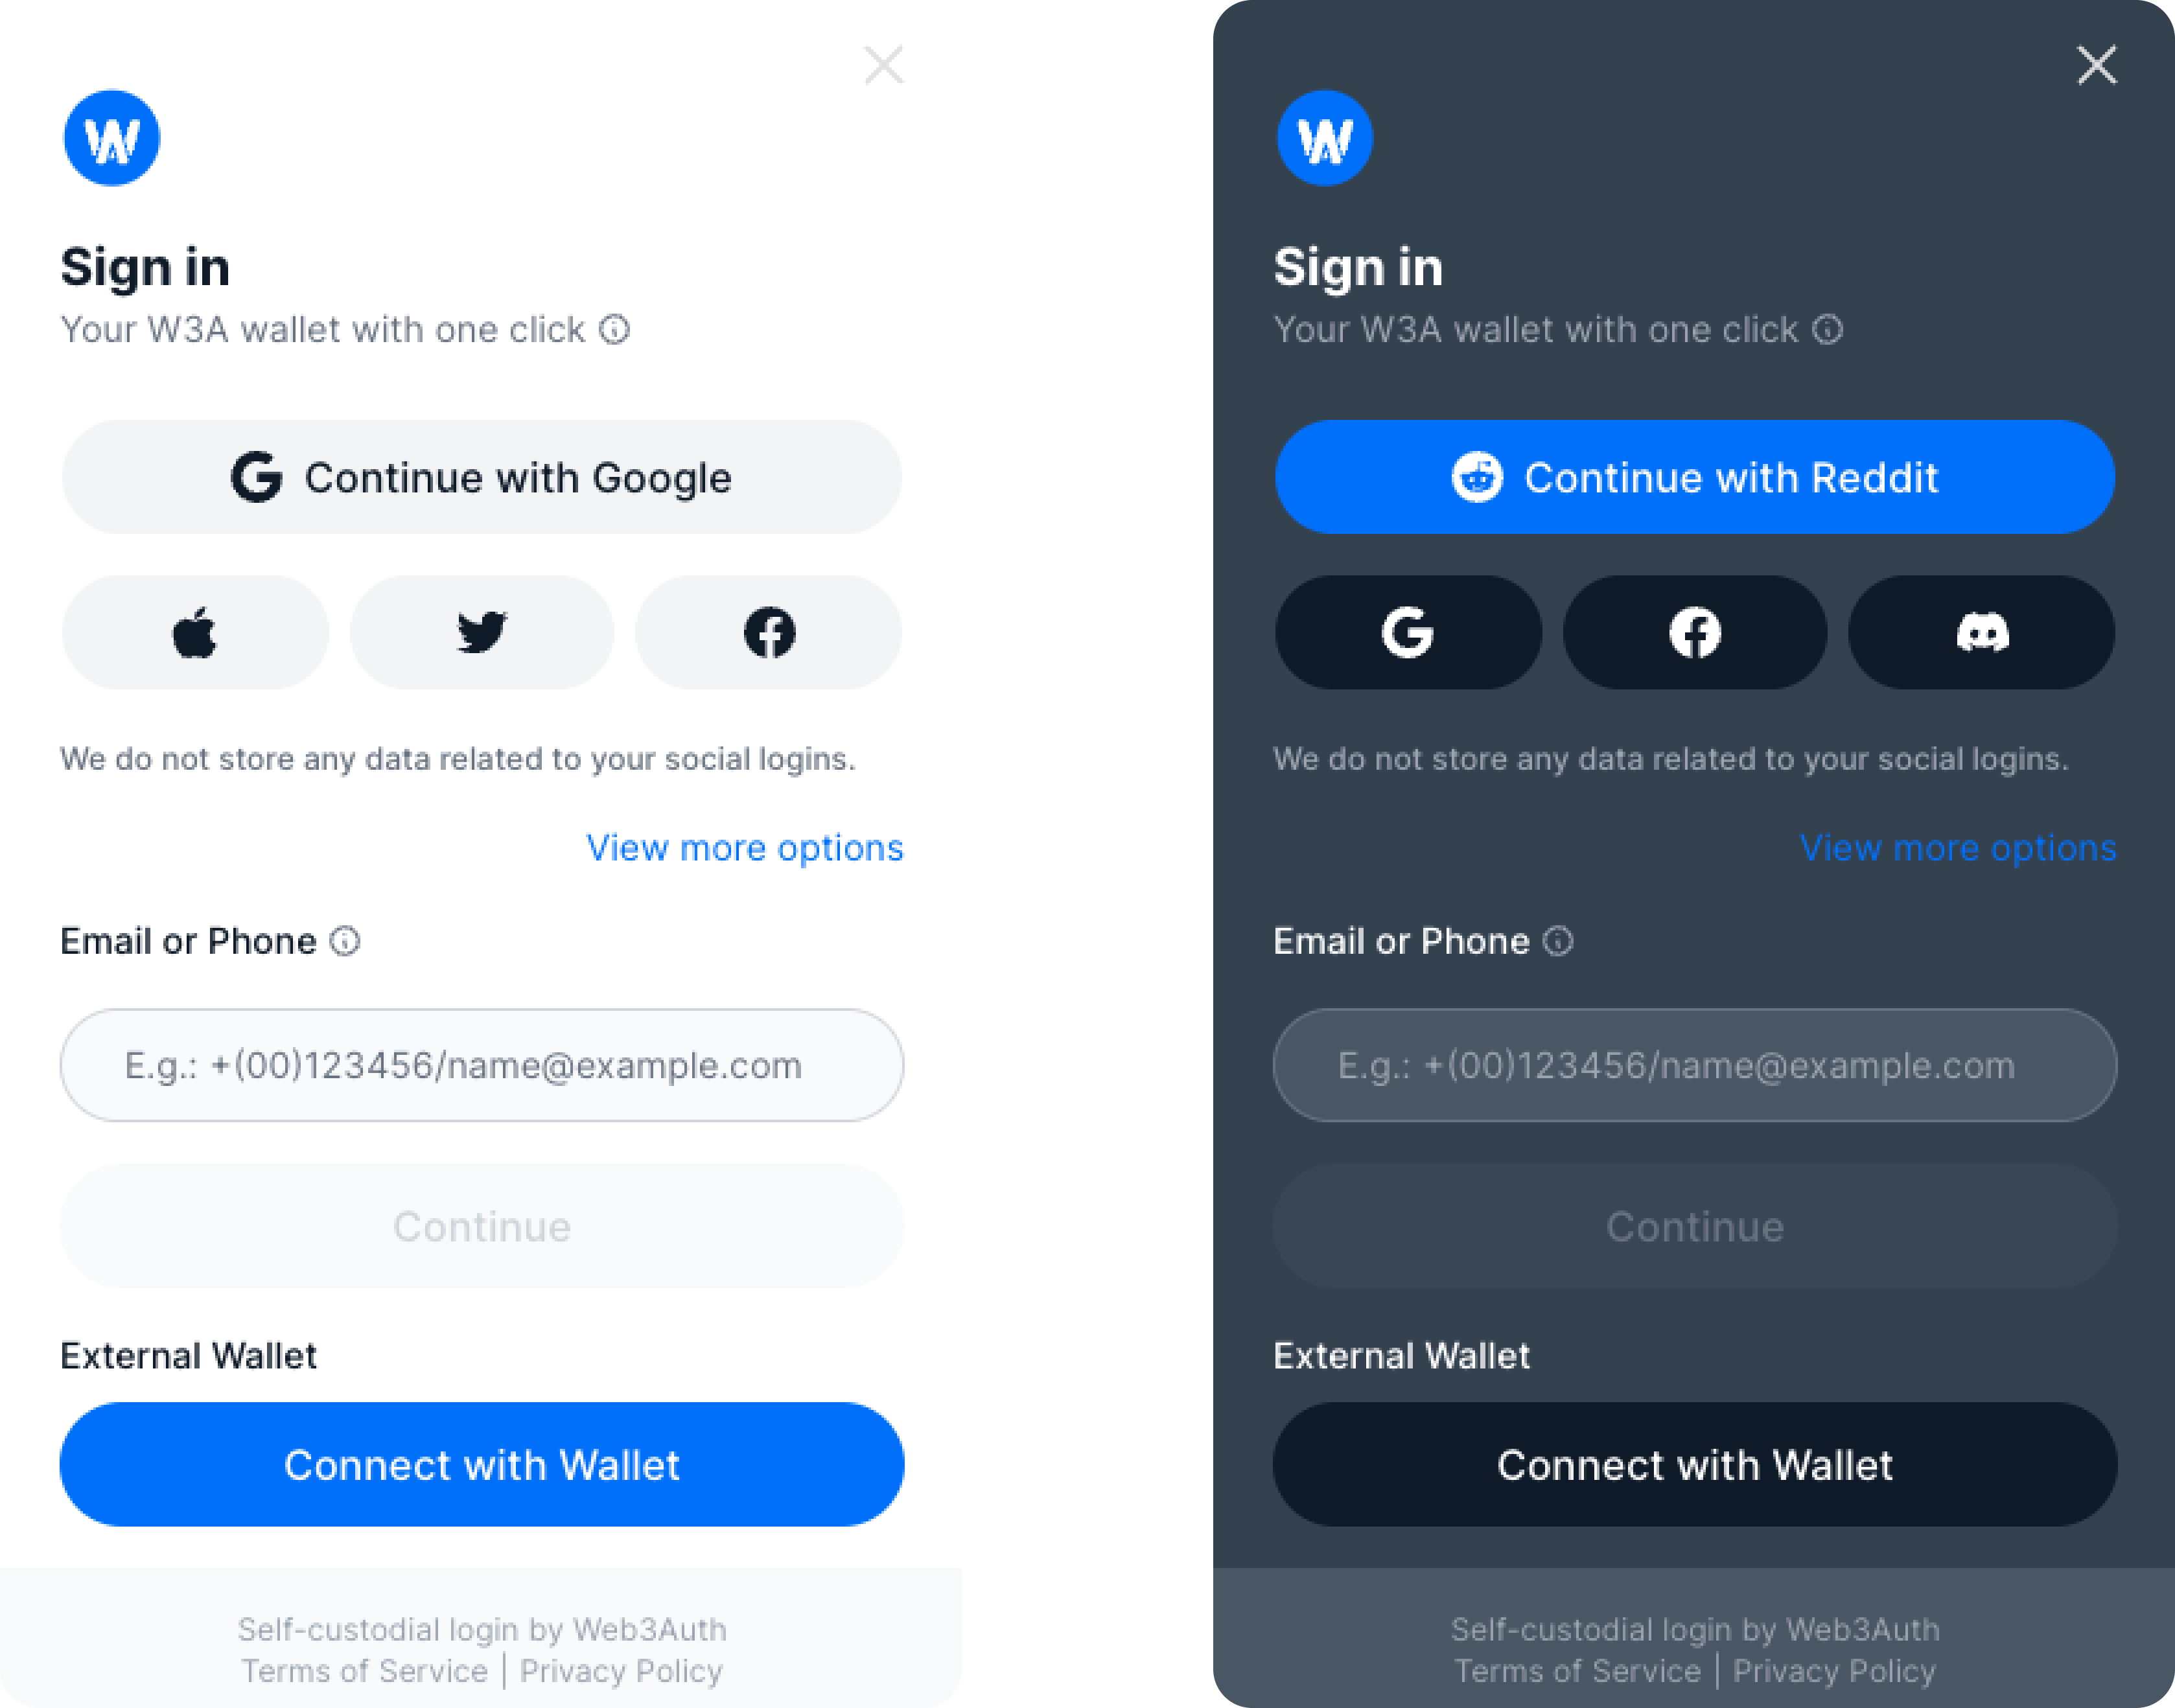 W
Sign in
Your W3A wallet with one click
Continue with Google
We do not store any data related to your social logins.
View more options
Email or Phone
E.g.: +(00)123456/name@example.com
Continue
External Wallet
Connect with Wallet
Self-custodial login by Web3Auth
Terms of Service | Privacy Policy
W
Sign in
Your W3A wallet with one click
Continue with Reddit
We do not store any data related to your social logins.
View more options
Email or Phone
E.g.: +(00)123456/name@example.com
Continue
External Wallet
Connect with Wallet
Self-custodial login by Web3Auth
Terms of Service | Privacy Policy